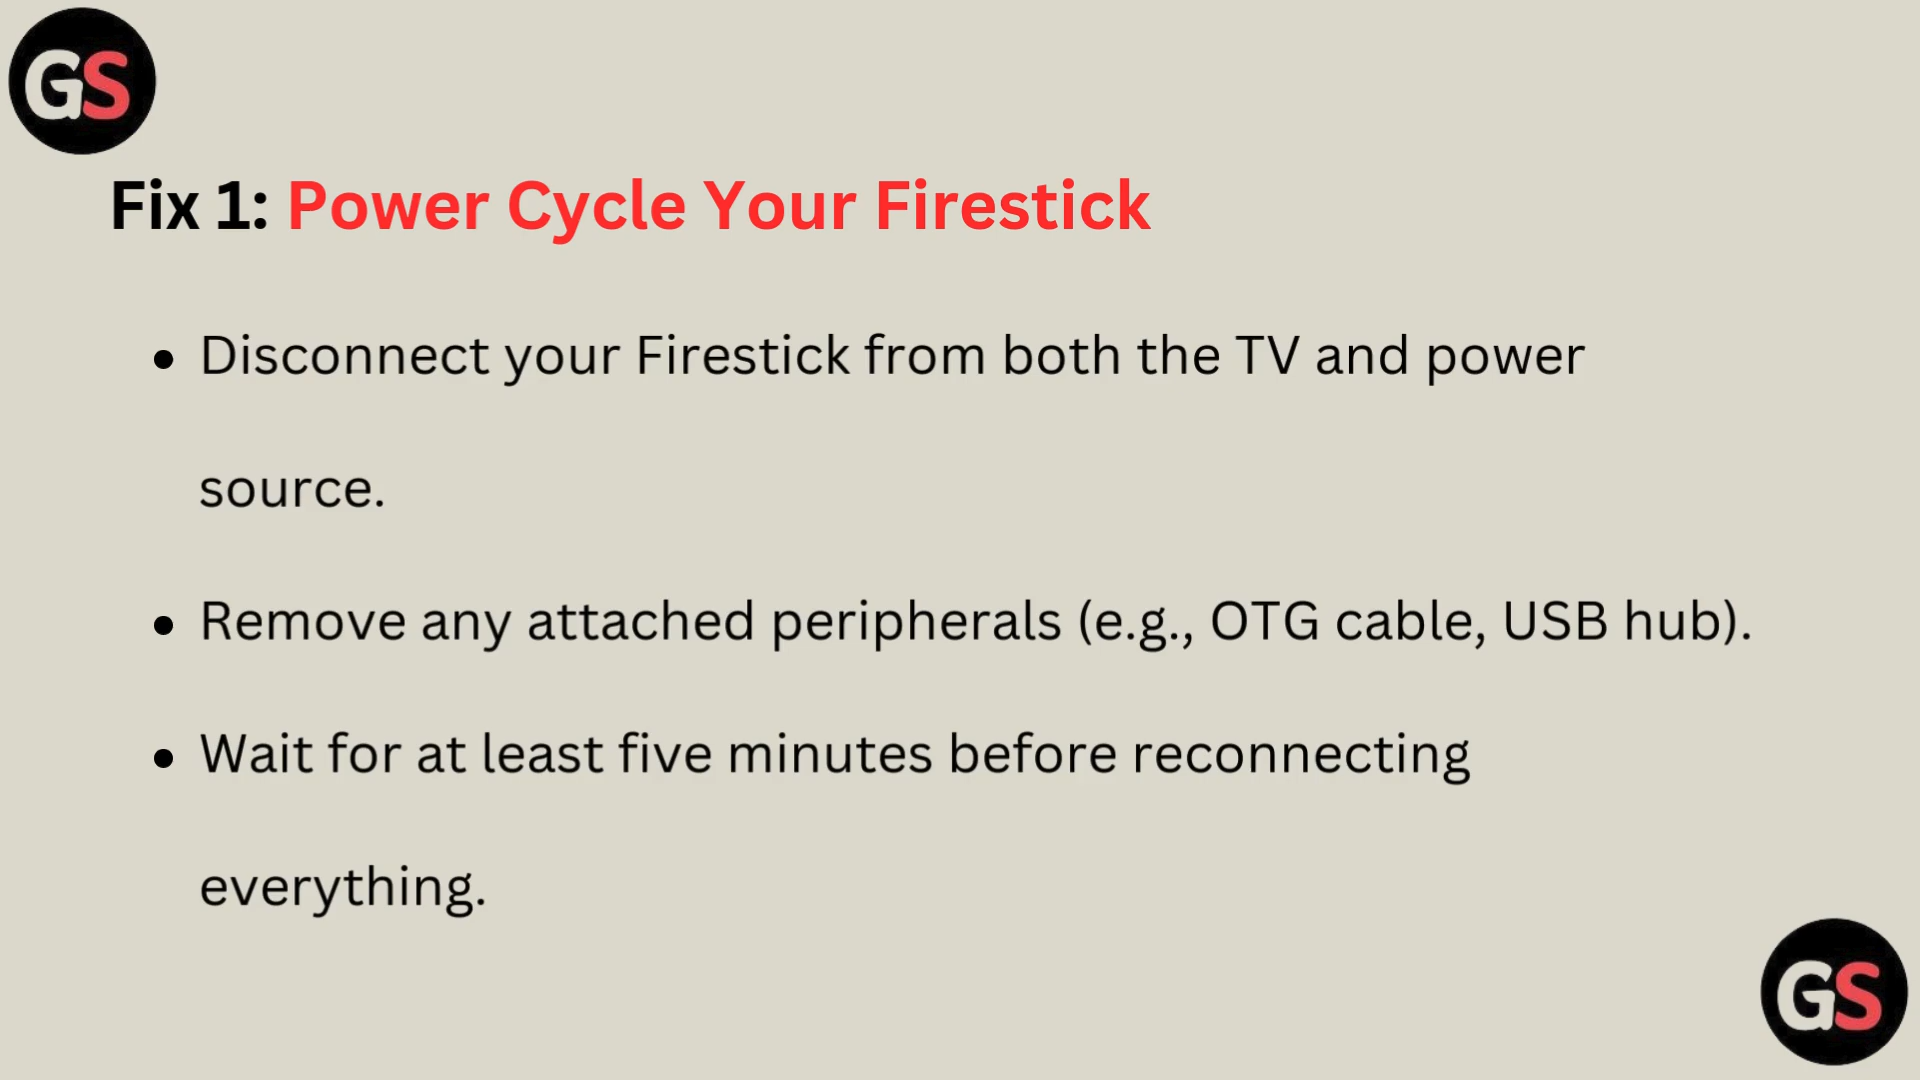 GS
Fix 1: Power Cycle Your Firestick
• Disconnect your Firestick from both the TV and power
source.
• Remove any attached peripherals (e.g., OTG cable, USB hub).
• Wait for at least five minutes before reconnecting
everything.
GS